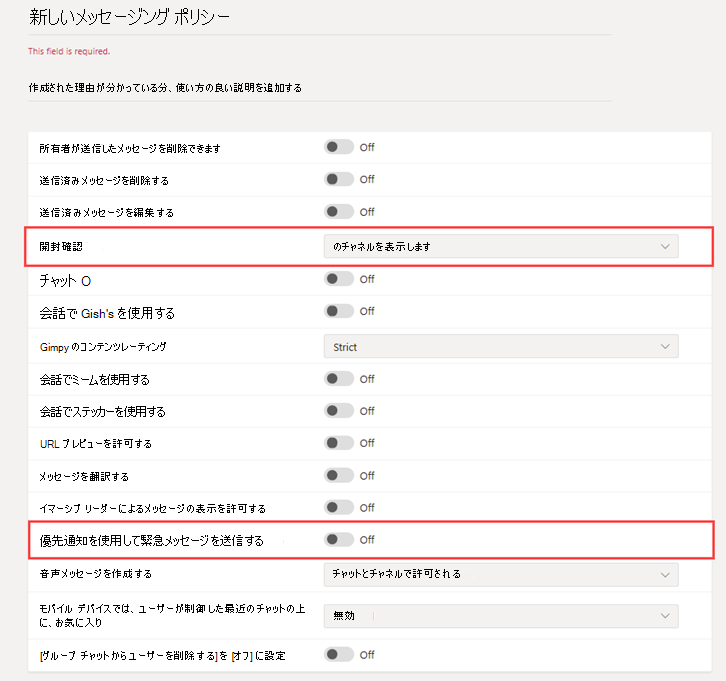 新しいメッセージング ポリシー
This field is required.
作成された理由が分かっている分、使い方の良い説明を追加する
所有者が送信したメッセージを削除できます Off
送信済みメッセージを削除する Off
送信済みメッセージを編集する Off
開封確認 のチャネルを表示します
チャット O Off
会話で Gish's を使用する Off
Gimpy のコンテンツレーティング Strict
会話でミームを使用する Off
会話でステッカーを使用する Off
URL プレビューを許可する Off
メッセージを翻訳する Off
イマーシブ リーダーによるメッセージの表示を許可する Off
優先通知を使用して緊急メッセージを送信する Off
音声メッセージを作成する チャットとチャネルで許可される
モバイル デバイスでは、ユーザーが制御した最近のチャットの上
に、お気に入り 無効
[グループ チャットからユーザーを削除する] を [オフ] に設定 Off